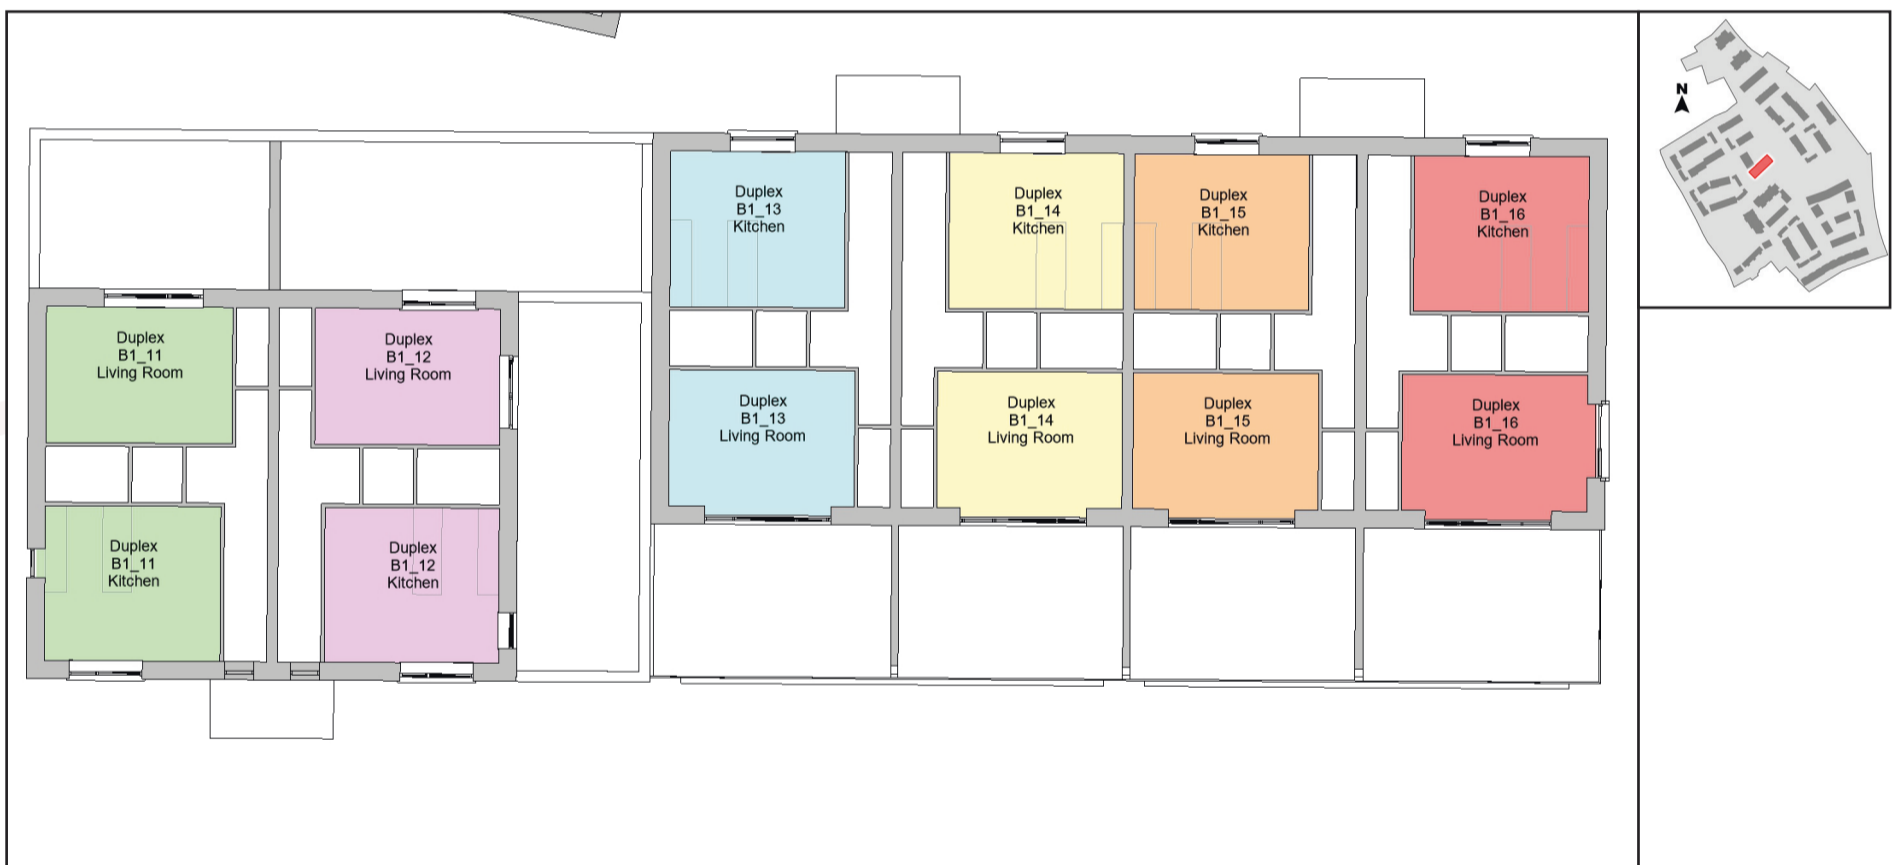 Duplex
B1_13
Kitchen
Duplex
B1_14
Kitchen
Duplex
B1_15
Kitchen
Duplex
B1_16
Kitchen
N
Duplex
B1_11
Living Room
Duplex
B1_12
Living Room
Duplex
B1_13
Living Room
Duplex
B1_14
Living Room
Duplex
B1_15
Living Room
Duplex
B1_16
Living Room
Duplex
B1_11
Kitchen
Duplex
B1_12
Kitchen